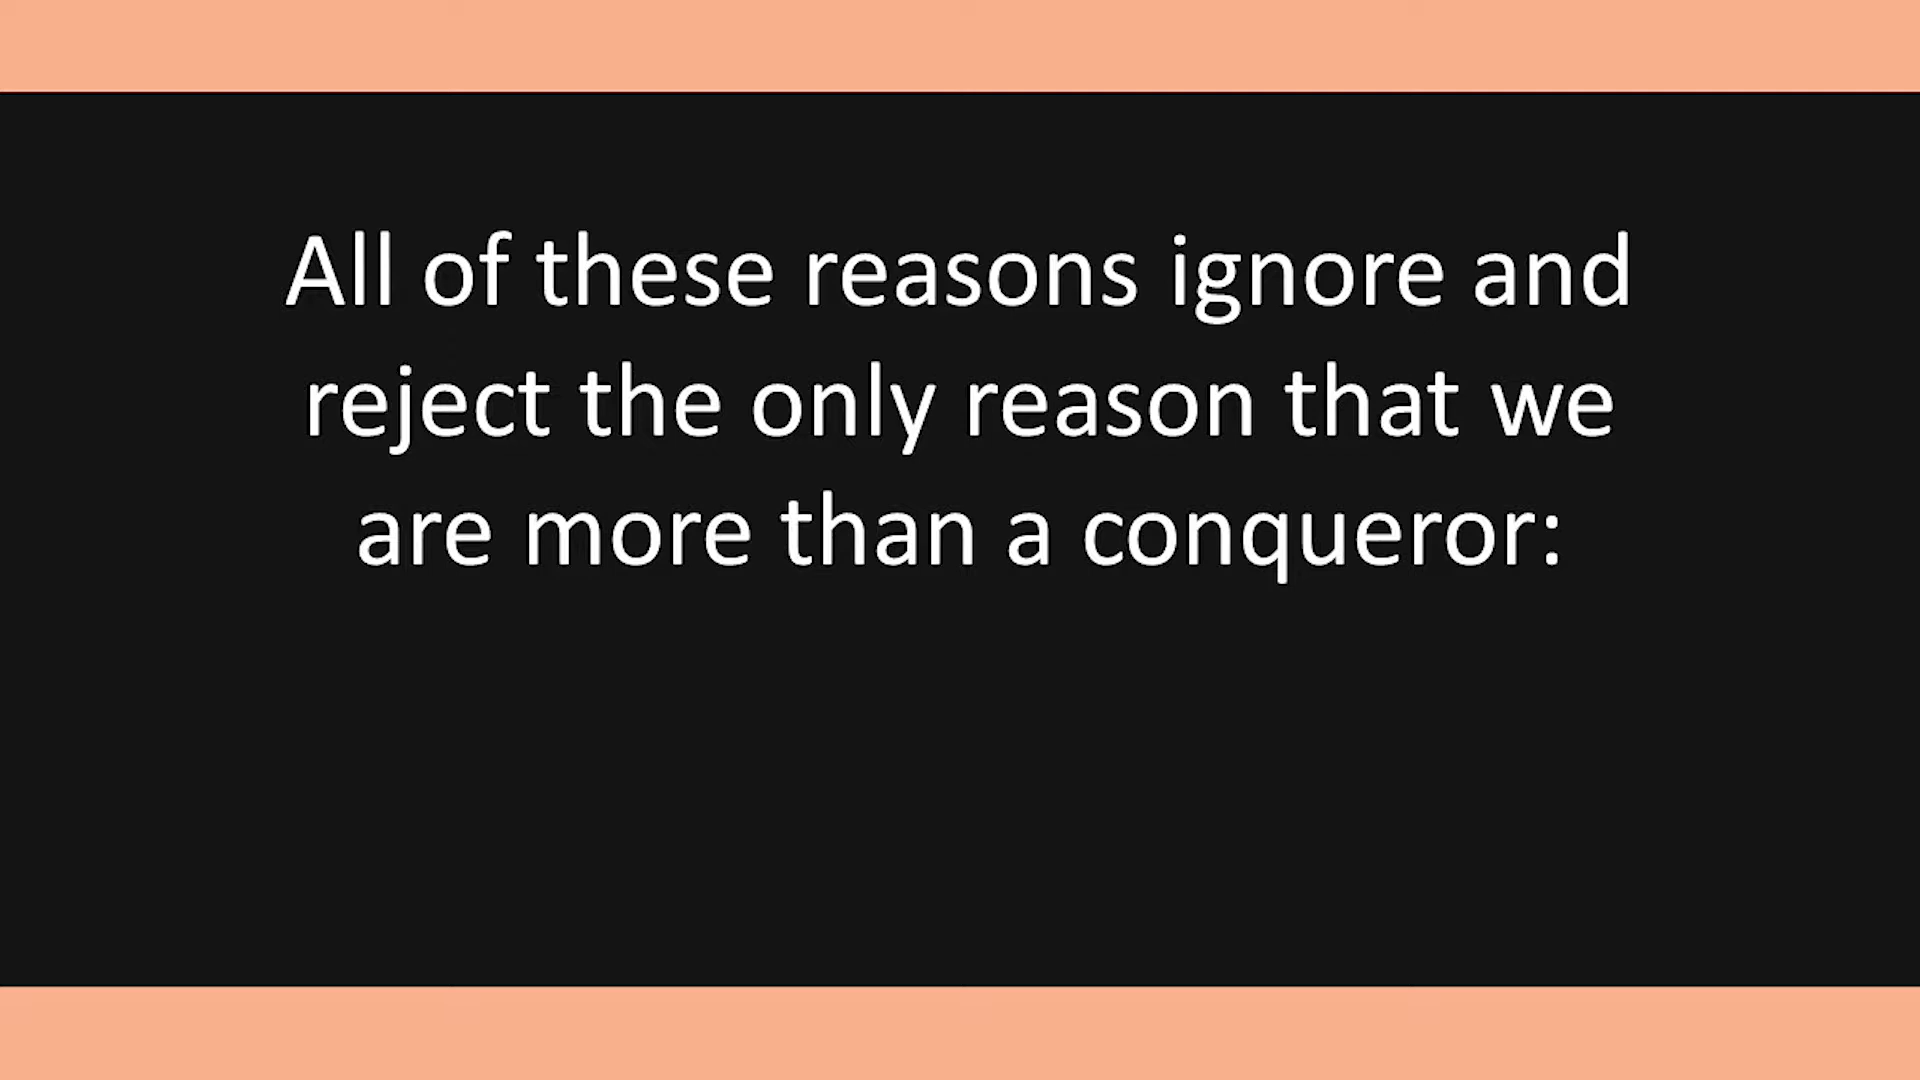 All of these reasons ignore and
reject the only reason that we
are more than a conqueror: